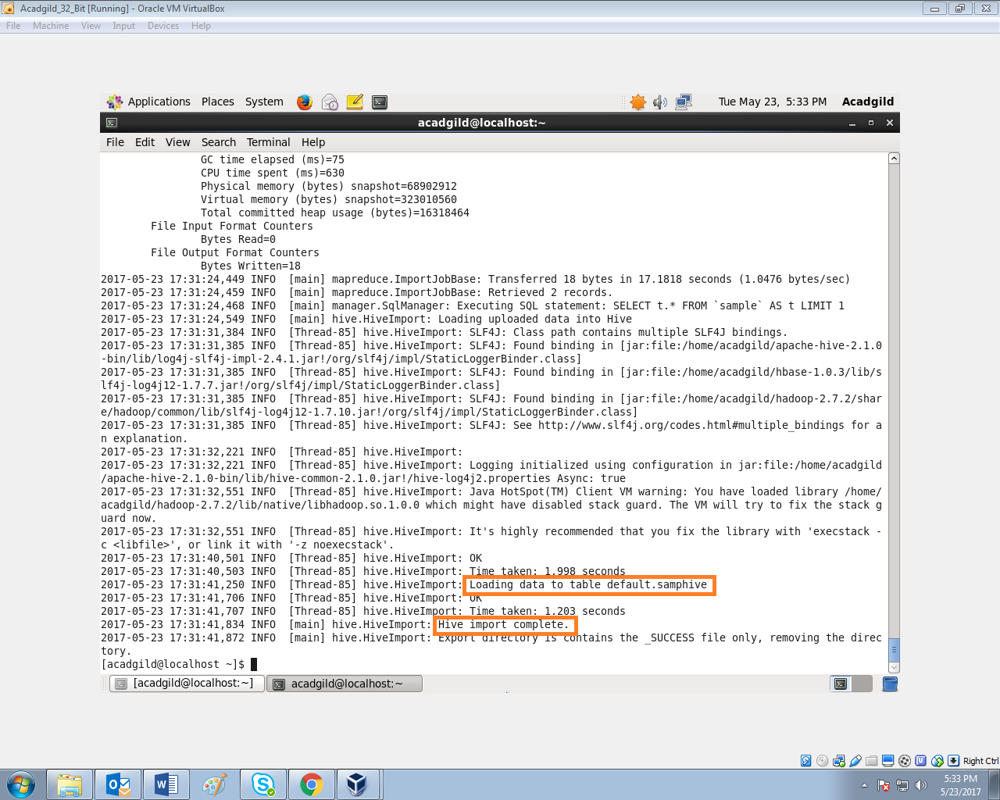 Acadgild_32_Bit [Running] - Oracle VM VirtualBox
File Machine View Input Devices Help
Applications Places System Tue May 23, 5:33 PM Acadgild
acadgild@localhost:~
File Edit View Search Terminal Help
GC time elapsed (ms)=75
CPU time spent (ms)=630
Physical memory (bytes) snapshot=68902912
Virtual memory (bytes) snapshot=323010560
Total committed heap usage (bytes)=16318464
File Input Format Counters
Bytes Read=0
File Output Format Counters
Bytes Written=18
2017-05-23 17:31:24,449 INFO  [main] mapreduce.ImportJobBase: Transferred 18 bytes in 17.1818 seconds (1.0476 bytes/sec)
2017-05-23 17:31:24,459 INFO  [main] mapreduce.ImportJobBase: Retrieved 2 records.
2017-05-23 17:31:24,468 INFO  [main] manager.SqlManager: Executing SQL statement: SELECT t.* FROM `sample` AS t LIMIT 1
2017-05-23 17:31:24,549 INFO  [main] hive.HiveImport: Loading uploaded data into Hive
2017-05-23 17:31:31,384 INFO  [Thread-85] hive.HiveImport: SLF4J: Class path contains multiple SLF4J bindings.
2017-05-23 17:31:31,385 INFO  [Thread-85] hive.HiveImport: SLF4J: Found binding in [jar:file:/home/acadgild/apache-hive-2.1.0
-bin/lib/log4j-slf4j-impl-2.4.1.jar!/org/slf4j/impl/StaticLoggerBinder.class]
2017-05-23 17:31:31,385 INFO  [Thread-85] hive.HiveImport: SLF4J: Found binding in [jar:file:/home/acadgild/hbase-1.0.3/lib/s
lf4j-log4j12-1.7.7.jar!/org/slf4j/impl/StaticLoggerBinder.class]
2017-05-23 17:31:31,385 INFO  [Thread-85] hive.HiveImport: SLF4J: Found binding in [jar:file:/home/acadgild/hadoop-2.7.2/shar
e/hadoop/common/lib/slf4j-log4j12-1.7.10.jar!/org/slf4j/impl/StaticLoggerBinder.class]
2017-05-23 17:31:31,385 INFO  [Thread-85] hive.HiveImport: SLF4J: See http://www.slf4j.org/codes.html#multiple_bindings for a
n explanation.
2017-05-23 17:31:32,221 INFO  [Thread-85] hive.HiveImport:
2017-05-23 17:31:32,221 INFO  [Thread-85] hive.HiveImport: Logging initialized using configuration in jar:file:/home/acadgild
/apache-hive-2.1.0-bin/lib/hive-common-2.1.0.jar!/hive-log4j2.properties Async: true
2017-05-23 17:31:32,551 INFO  [Thread-85] hive.HiveImport: Java HotSpot(TM) Client VM warning: You have loaded library /home/
acadgild/hadoop-2.7.2/lib/native/libhadoop.so.1.0.0 which might have disabled stack guard. The VM will try to fix the stack g
uard now.
2017-05-23 17:31:32,551 INFO  [Thread-85] hive.HiveImport: It's highly recommended that you fix the library with 'execstack -
c <libfile>', or link it with '-z noexecstack'.
2017-05-23 17:31:40,501 INFO  [Thread-85] hive.HiveImport: OK
2017-05-23 17:31:40,503 INFO  [Thread-85] hive.HiveImport: Time taken: 1.998 seconds
2017-05-23 17:31:41,250 INFO  [Thread-85] hive.HiveImport: Loading data to table default.samphive
2017-05-23 17:31:41,706 INFO  [Thread-85] hive.HiveImport: OK
2017-05-23 17:31:41,707 INFO  [Thread-85] hive.HiveImport: Time taken: 1.203 seconds
2017-05-23 17:31:41,834 INFO  [main] hive.HiveImport: Hive import complete.
2017-05-23 17:31:41,872 INFO  [main] hive.HiveImport: Export directory is contains the _SUCCESS file only, removing the direc
tory.
[acadgild@localhost ~]$
[acadgild@localhost:~] acadgild@localhost:~
Right Ctrl
5:33 PM
5/23/2017